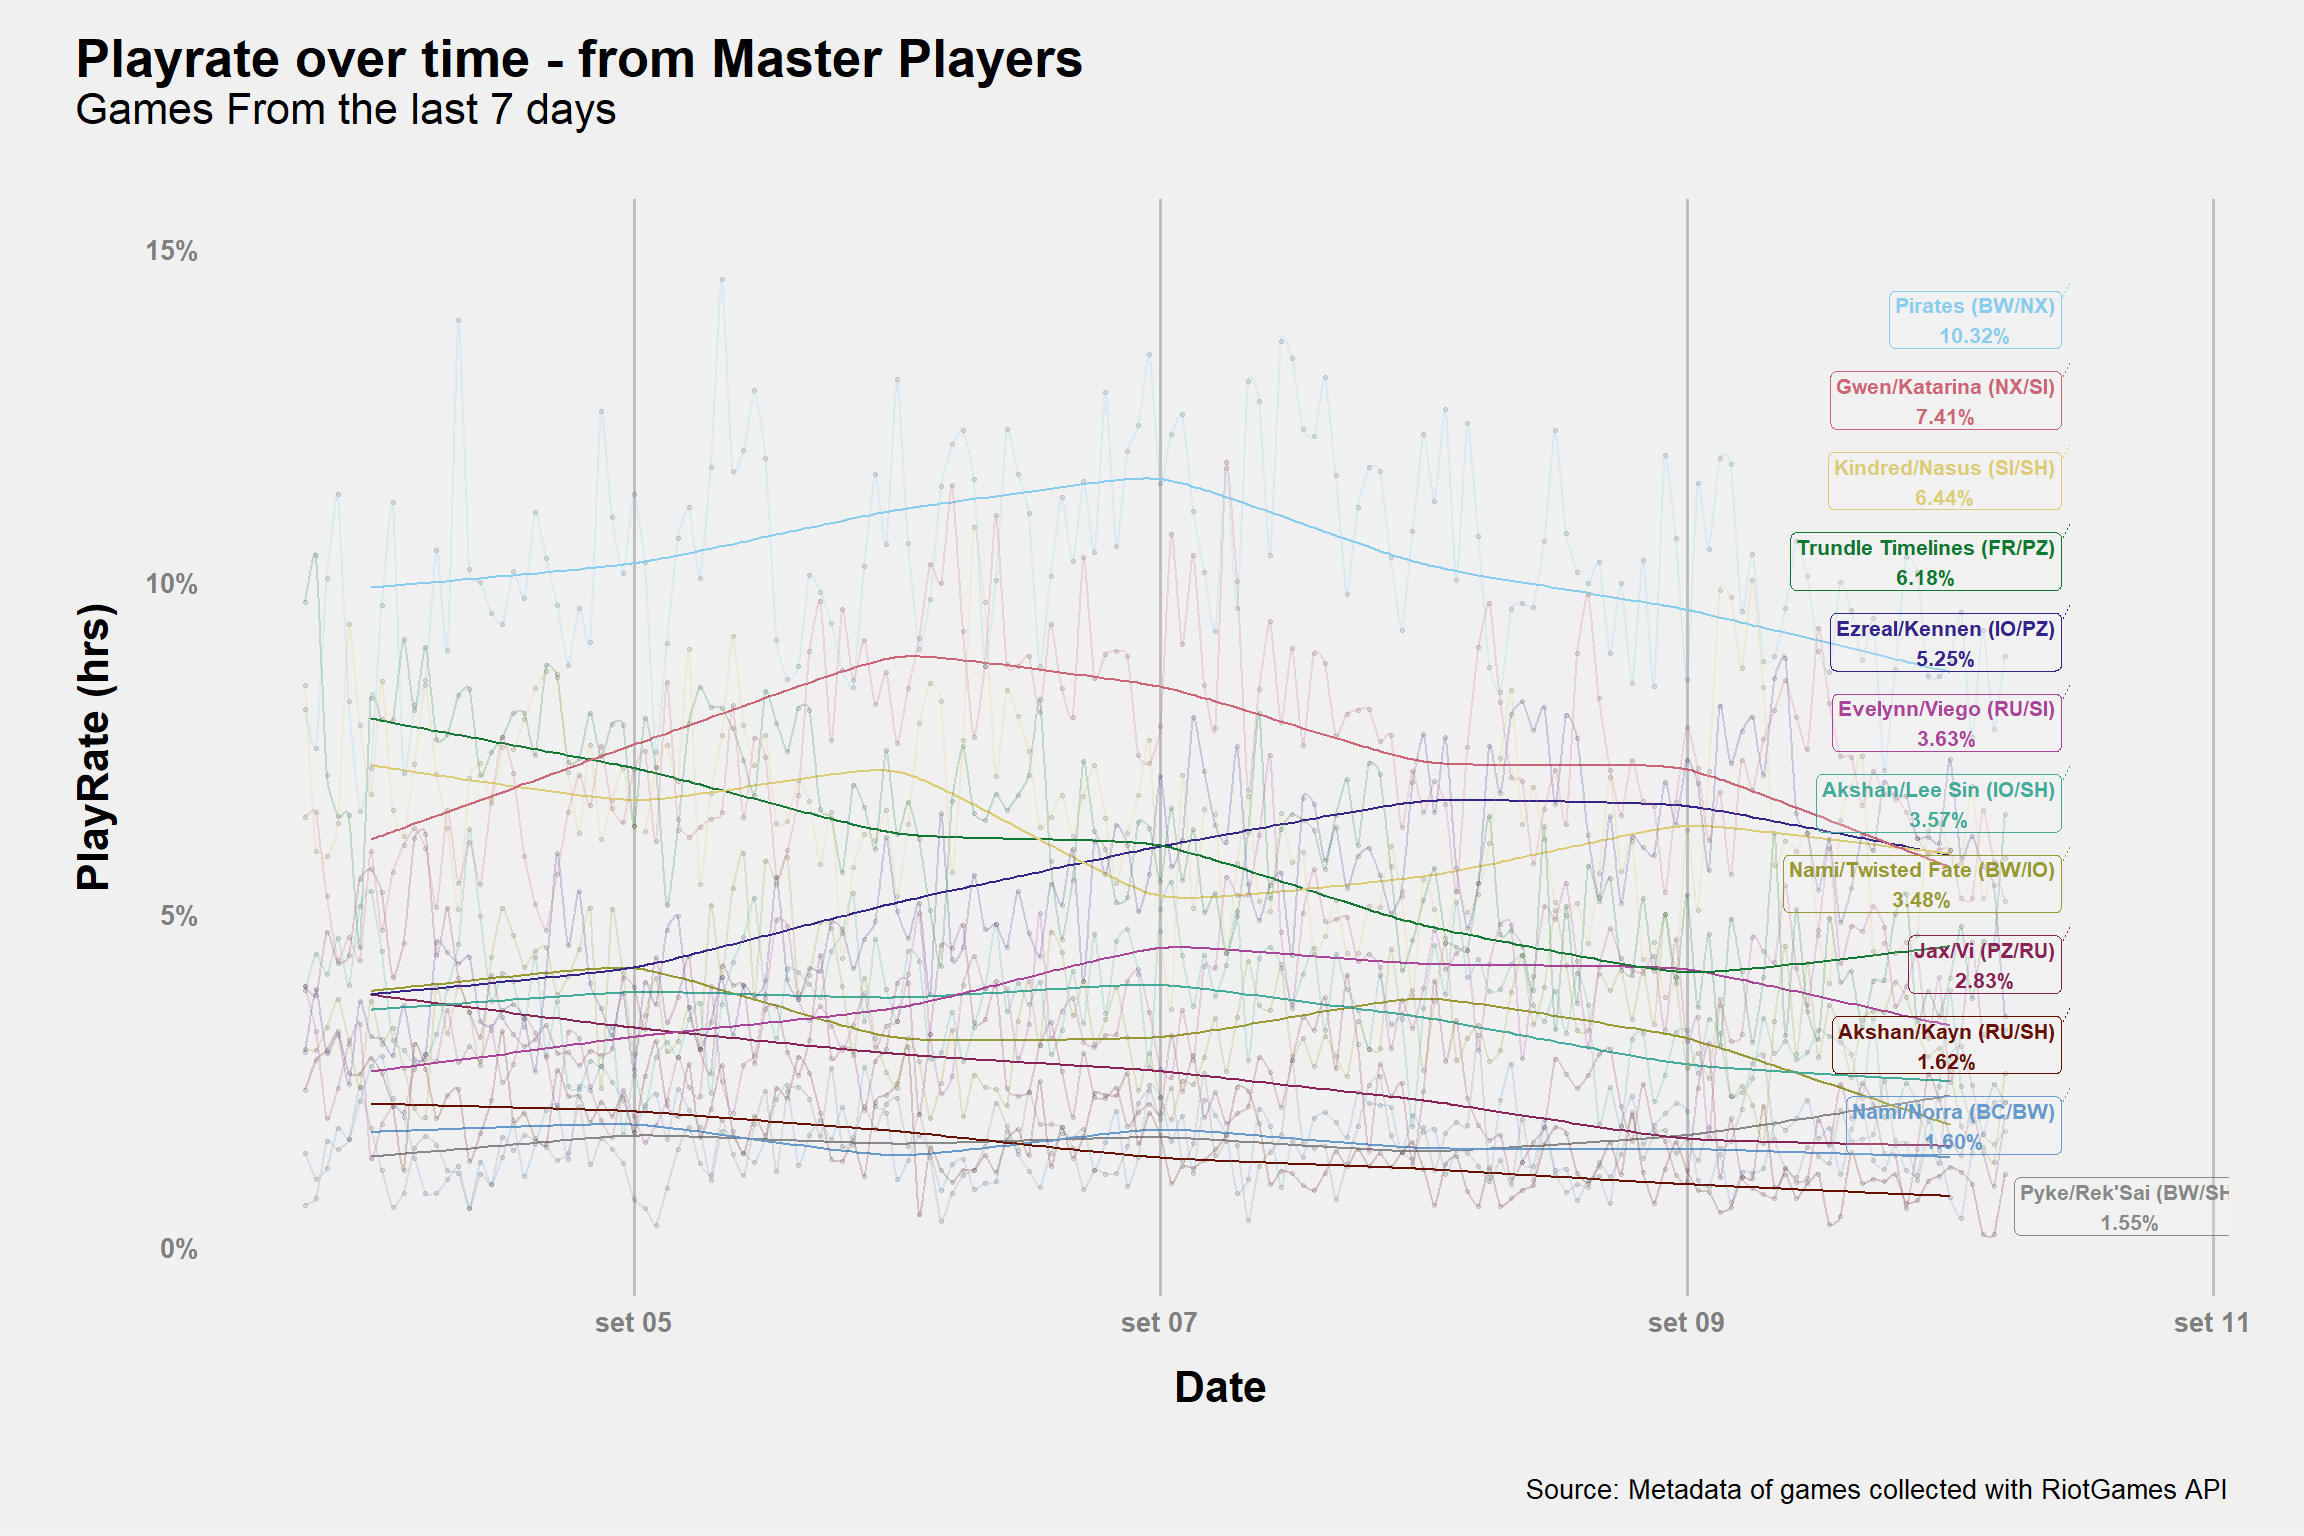 Playrate over time - from Master Players
Games From the last 7 days
PlayRate (hrs)
15%
10%
5%
0%
Pirates (BW/NX)
10.32%
Gwen/Katarina (NX/SI)
7.41%
Kindred/Nasus (SI/SH)
6.44%
Trundle Timelines (FR/PZ)
6.18%
Ezreal/Kennen (IO/PZ)
5.25%
Evelynn/Viego (RU/SI)
3.63%
Akshan/Lee Sin (IO/SH)
3.57%
Nami/Twisted Fate (BW/IO)
3.48%
Jax/Vi (PZ/RU)
2.83%
Akshan/Kayn (RU/SH)
1.62%
Nami/Norra (BC/BW)
1.60%
Pyke/Rek'Sai (BW/SH
1.55%
set 05
set 07
set 09
set 11
Date
Source: Metadata of games collected with RiotGames API